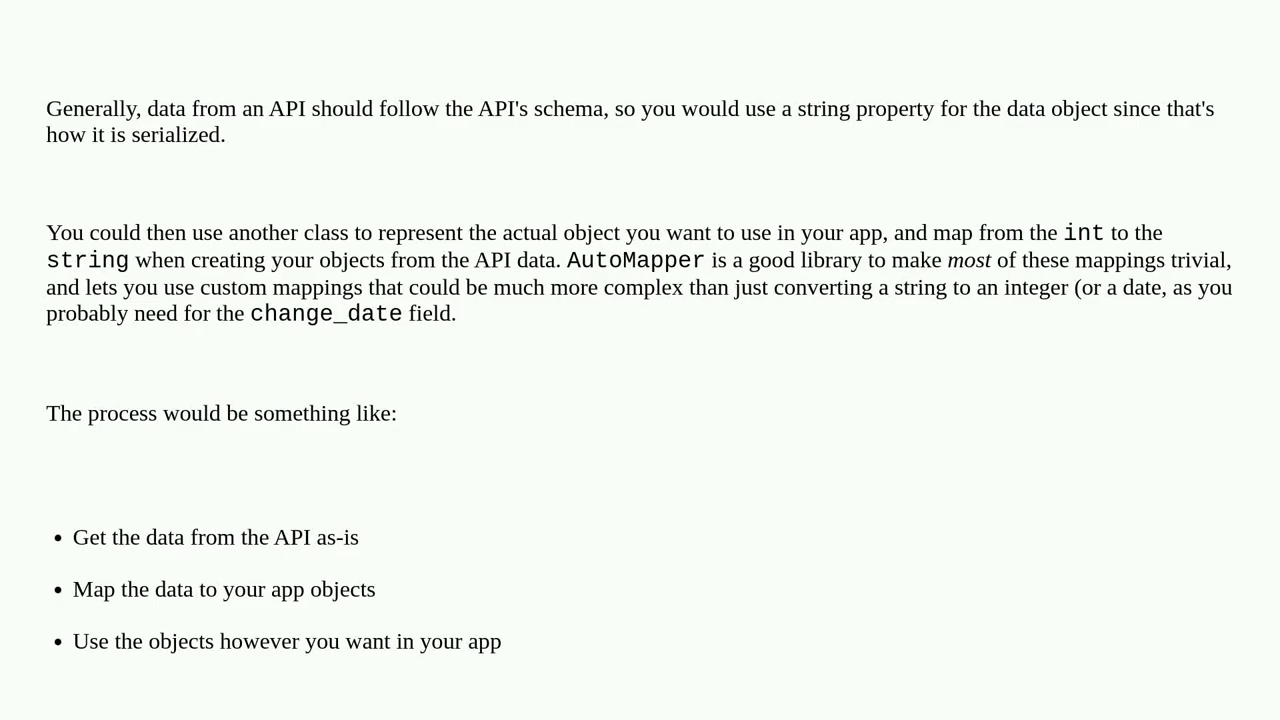 Generally, data from an API should follow the API's schema, so you would use a string property for the data object since that's
how it is serialized.
You could then use another class to represent the actual object you want to use in your app, and map from the int to the
string when creating your objects from the API data. AutoMapper is a good library to make most of these mappings trivial,
and lets you use custom mappings that could be much more complex than just converting a string to an integer (or a date, as you
probably need for the change_date field.
The process would be something like:
• Get the data from the API as-is
• Map the data to your app objects
• Use the objects however you want in your app